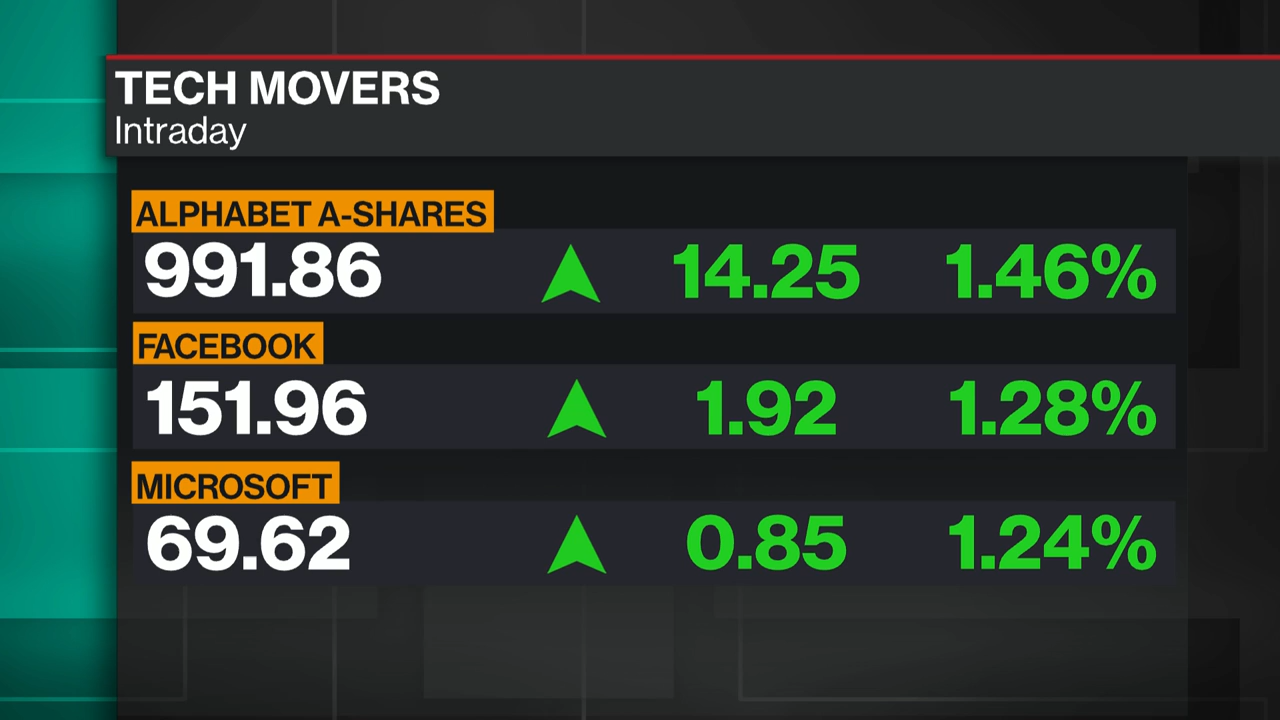 TECH MOVERS
Intraday
ALPHABET A-SHARES
991.86 ▲ 14.25 1.46%
FACEBOOK
151.96 ▲ 1.92 1.28%
MICROSOFT
69.62 ▲ 0.85 1.24%